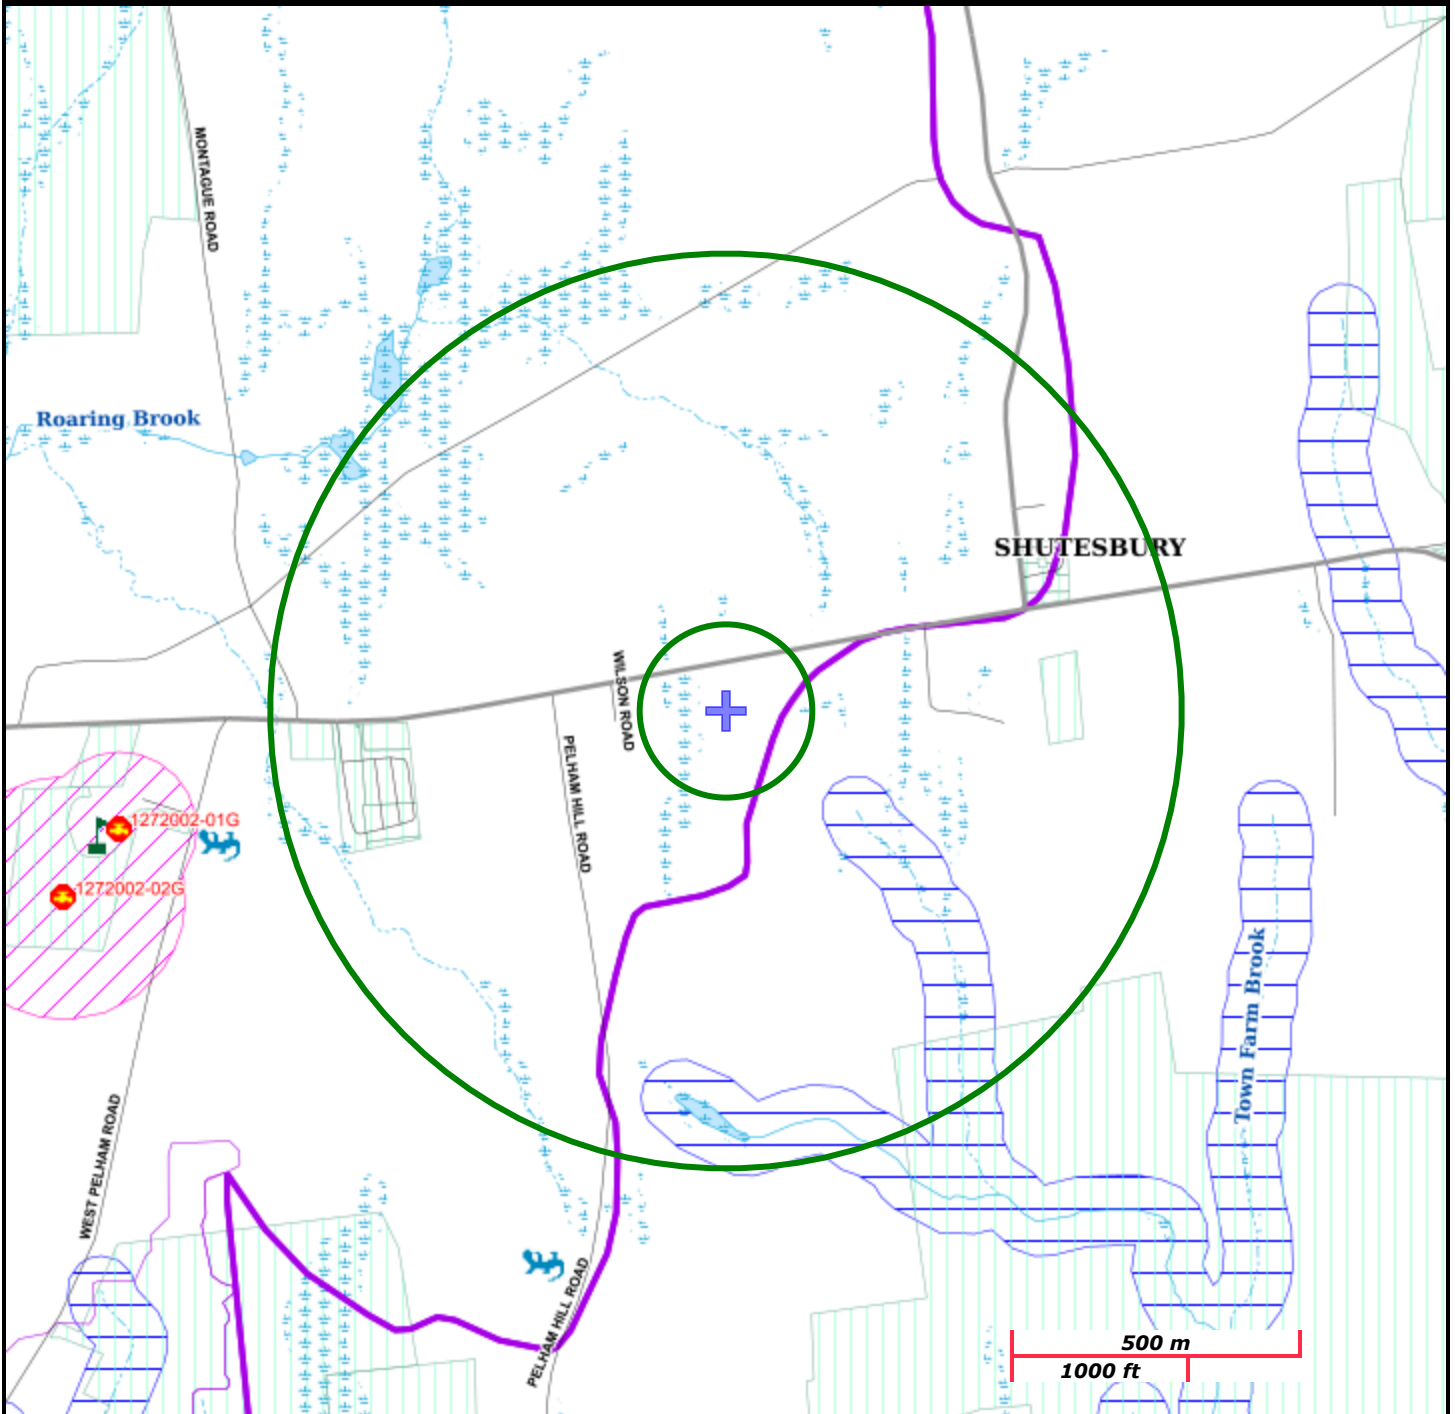 MONTAGUE ROAD
Roaring Brook
SHUTESBURY
WILSON ROAD
PELHAM HILL ROAD
1272002-01G
1272002-02G
Town Farm Brook
WEST PELHAM ROAD
PELHAM HILL ROAD
500 m
1000 ft